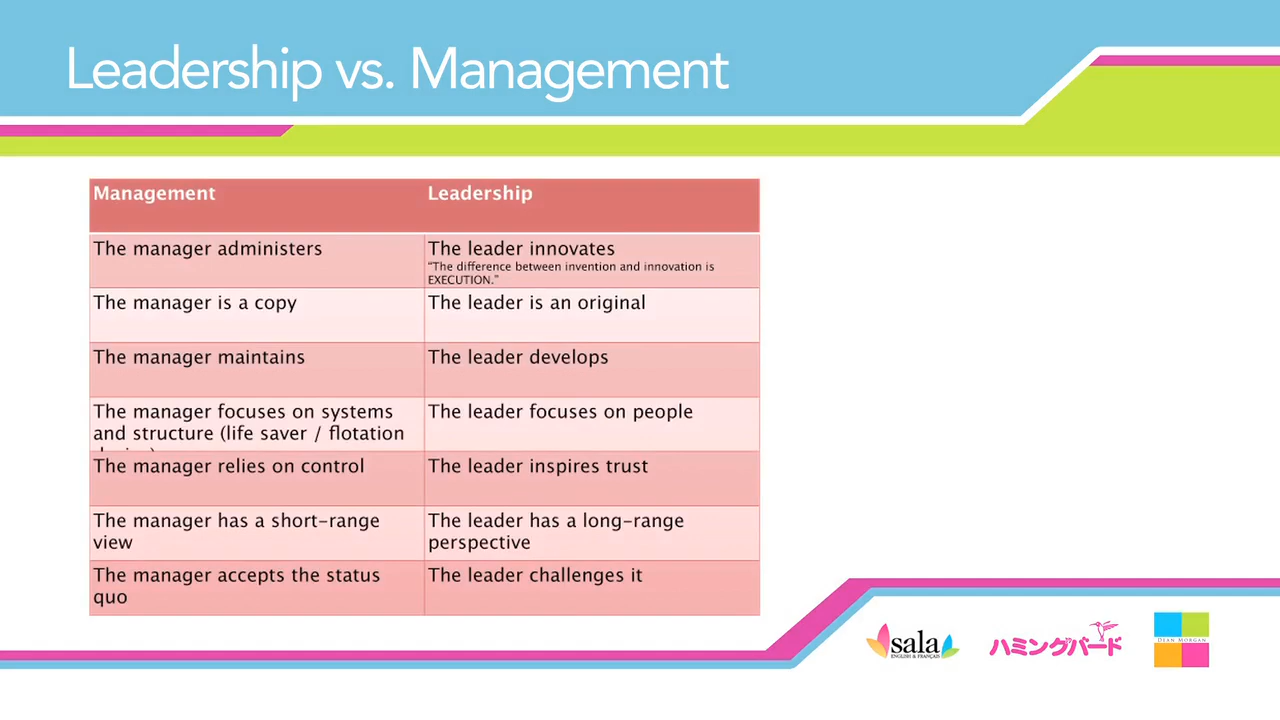 Leadership vs. Management
Management
Leadership
The manager administers
The leader innovates
“The difference between invention and innovation is
EXECUTION.”
The manager is a copy
The leader is an original
The manager maintains
The leader develops
The manager focuses on systems
and structure (life saver / flotation
The leader focuses on people
The manager relies on control
The leader inspires trust
The manager has a short-range
view
The leader has a long-range
perspective
The manager accepts the status
quo
The leader challenges it
sala
ENGLISH & FRANÇAIS
ハミングバード
DEAN MORGAN